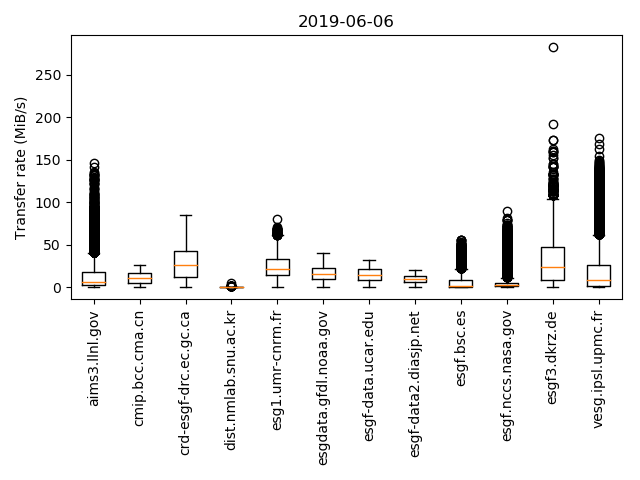 2019-06-06
Transfer rate (MiB/s)
250
200
150
100
50
0
aims3.llnl.gov
cmip.bcc.cma.cn
crd-esgf-drc.ec.gc.ca
dist.nmlab.snu.ac.kr
esg1.umr-cnrm.fr
esgdata.gfdl.noaa.gov
esgf-data.ucar.edu
esgf-data2.diasjp.net
esgf.bsc.es
esgf.nccs.nasa.gov
esgf3.dkrz.de
vesg.ipsl.upmc.fr